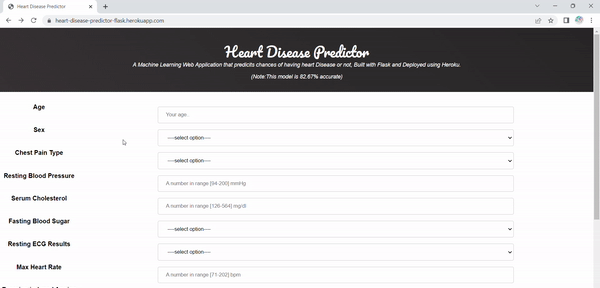 Heart Disease Predictor
heart-disease-predictor-flask.herokuapp.com
Heart Disease Predictor
A Machine Learning Web Application that predicts chances of having heart Disease or not, Built with Flask and Deployed using Heroku.
(Note:This model is 82.67% accurate)
Age
Your age..
Sex
----select option----
Chest Pain Type
----select option----
Resting Blood Pressure
A number in range [94-200] mmHg
Serum Cholesterol
A number in range [126-564] mg/dl
Fasting Blood Sugar
----select option----
Resting ECG Results
----select option----
Max Heart Rate
A number in range [71-202] bpm